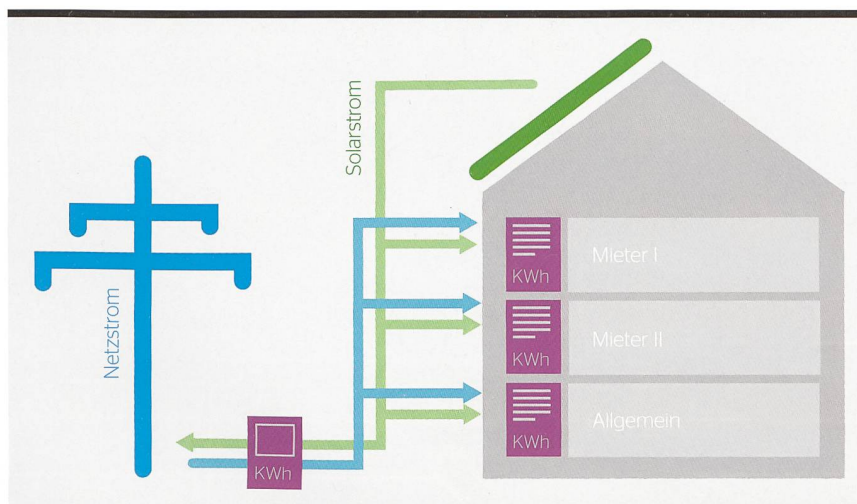 Solarstrom
Netzstrom
KWh
Mieter I
KWh
Mieter II
KWh
Allgemein
KWh